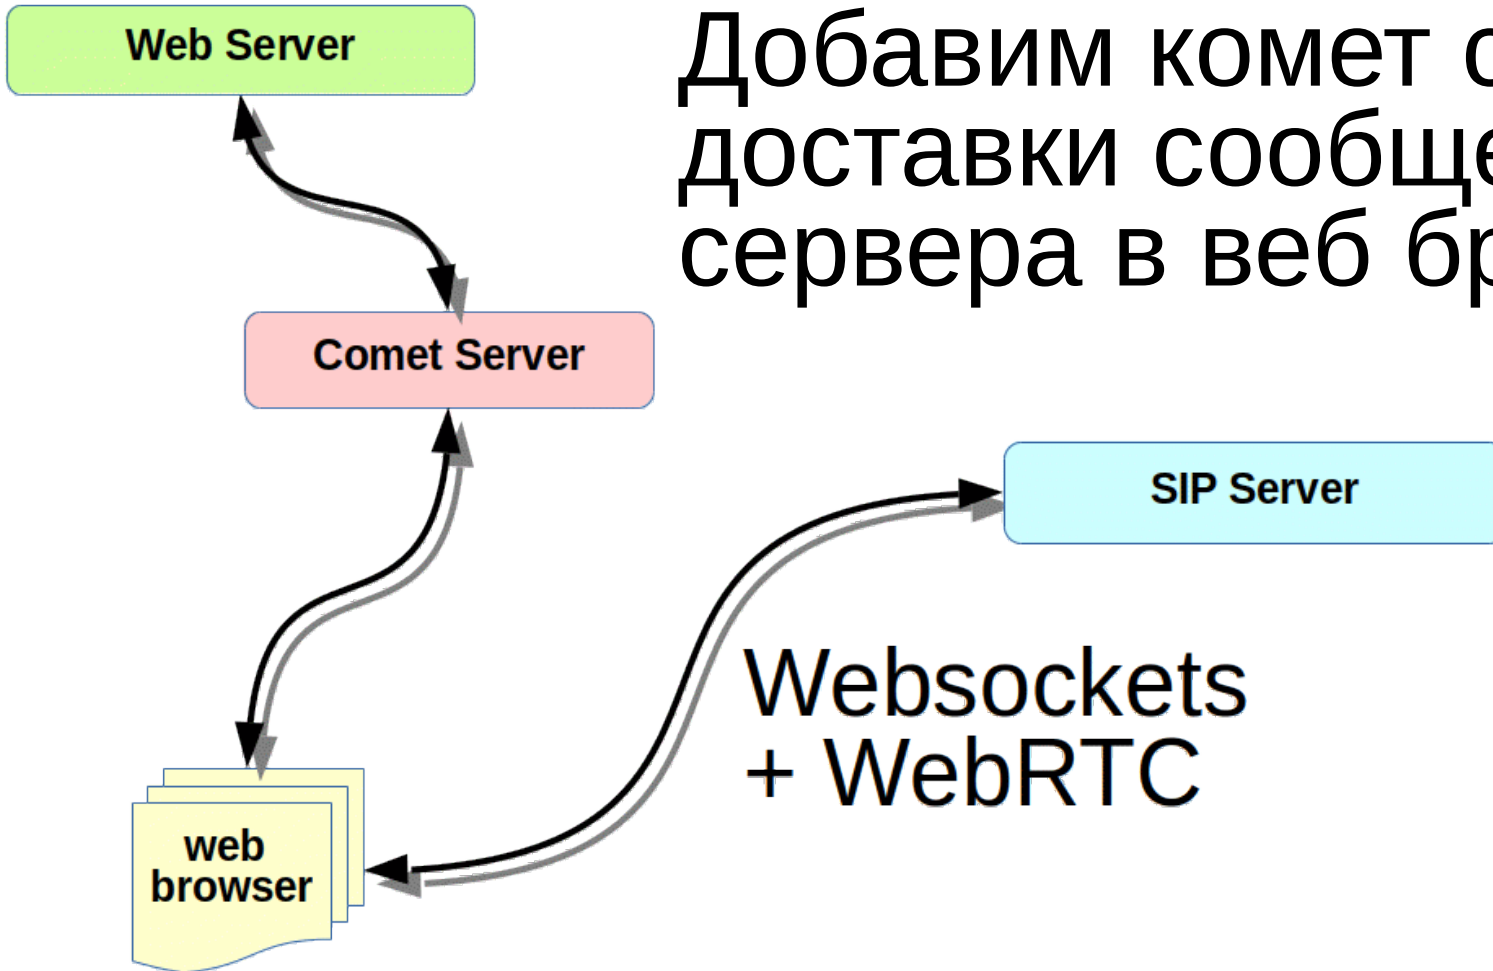 Web Server
Добавим комет
доставки
сервера в веб
Comet Server
SIP Server
Websockets
+ WebRTC
web
browser